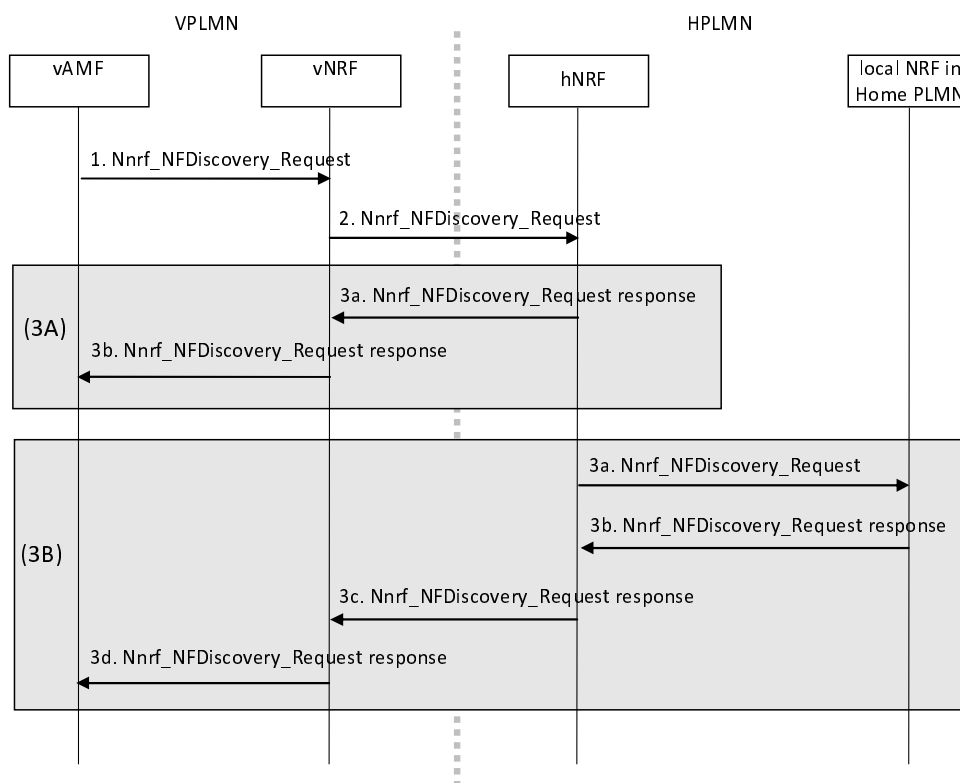 VPLMN
HPLMN
vAMF
vNRF
hNRF
local NRF in
Home PLMN
1. Nnrf_NFDiscovery_Request
2. Nnrf_NFDiscovery_Request
(3A)
3a. Nnrf_NFDiscovery_Request response
3b. Nnrf_NFDiscovery_Request response
(3B)
3a. Nnrf_NFDiscovery_Request
3b. Nnrf_NFDiscovery_Request response
3c. Nnrf_NFDiscovery_Request response
3d. Nnrf_NFDiscovery_Request response